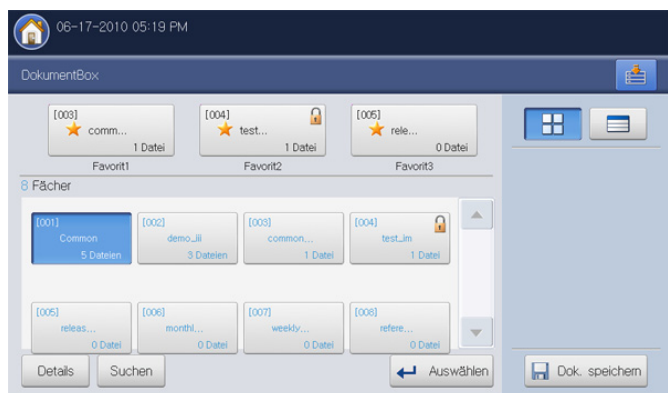 06-17-2010 05:19 PM
DokumentBox
[003] [004] [005]
comm... test... rele...
1 Datei 1 Datei 0 Datei
Favorit1 Favorit2 Favorit3
8 Fächer
[001] [002] [003] [004]
Common demo_iii common... test_im
5 Dateien 3 Dateien 1 Datei 1 Datei
[005] [006] [007] [008]
releas... monthl... weekly... refere...
0 Datei 0 Datei 0 Datei 0 Datei
Details Suchen Auswählen Dok. speichern